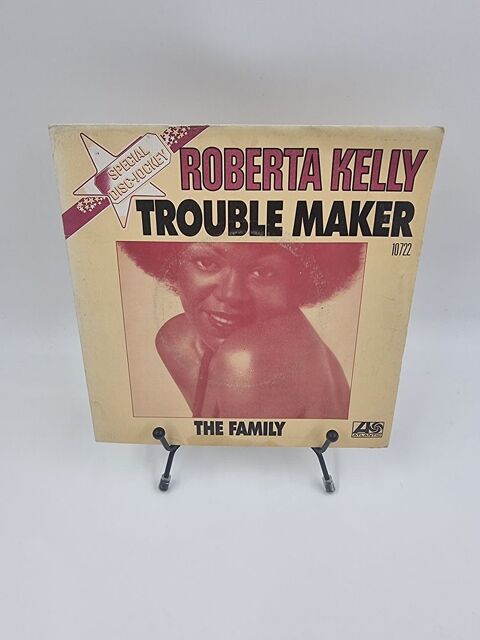 SPECIAL
DISC-JOCKEY
ROBERTA KELLY
TROUBLE MAKER
10722
THE FAMILY
ATLANTIC